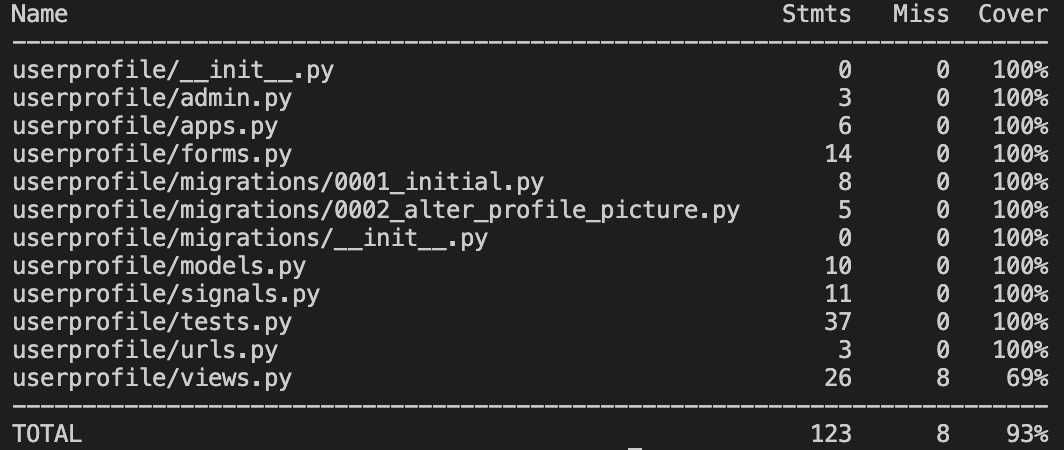 Name Stmts Miss Cover
--------------------------------------------------------------------------
userprofile/__init__.py 0 0 100%
userprofile/admin.py 3 0 100%
userprofile/apps.py 6 0 100%
userprofile/forms.py 14 0 100%
userprofile/migrations/0001_initial.py 8 0 100%
userprofile/migrations/0002_alter_profile_picture.py 5 0 100%
userprofile/migrations/__init__.py 0 0 100%
userprofile/models.py 10 0 100%
userprofile/signals.py 11 0 100%
userprofile/tests.py 37 0 100%
userprofile/urls.py 3 0 100%
userprofile/views.py 26 8 69%
--------------------------------------------------------------------------
TOTAL 123 8 93%